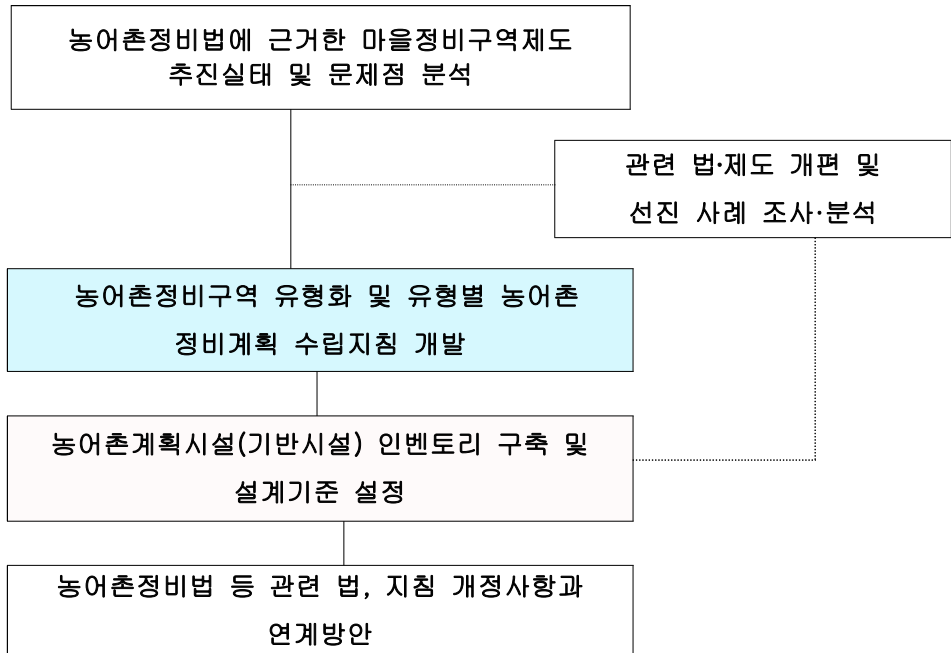 농어촌정비법에 근거한 마을정비구역제도
추진실태 및 문제점 분석
관련 법·제도 개편 및
선진 사례 조사·분석
농어촌정비구역 유형화 및 유형별 농어촌
정비계획 수립지침 개발
농어촌계획시설(기반시설) 인벤토리 구축 및
설계기준 설정
농어촌정비법 등 관련 법, 지침 개정사항과
연계방안